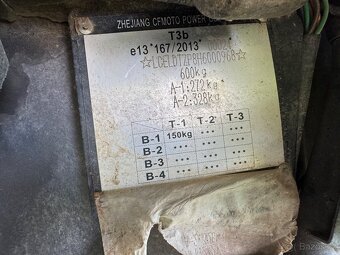 ZHEJIANG CFMOTO POWER
T3b
e13*167/2013*
600kg
A-1:272kg
A-2:328kg
T-1 T-2 T-3
B-1 150kg *** ***
B-2 *** *** ***
B-3 *** *** ***
B-4 *** *** ***